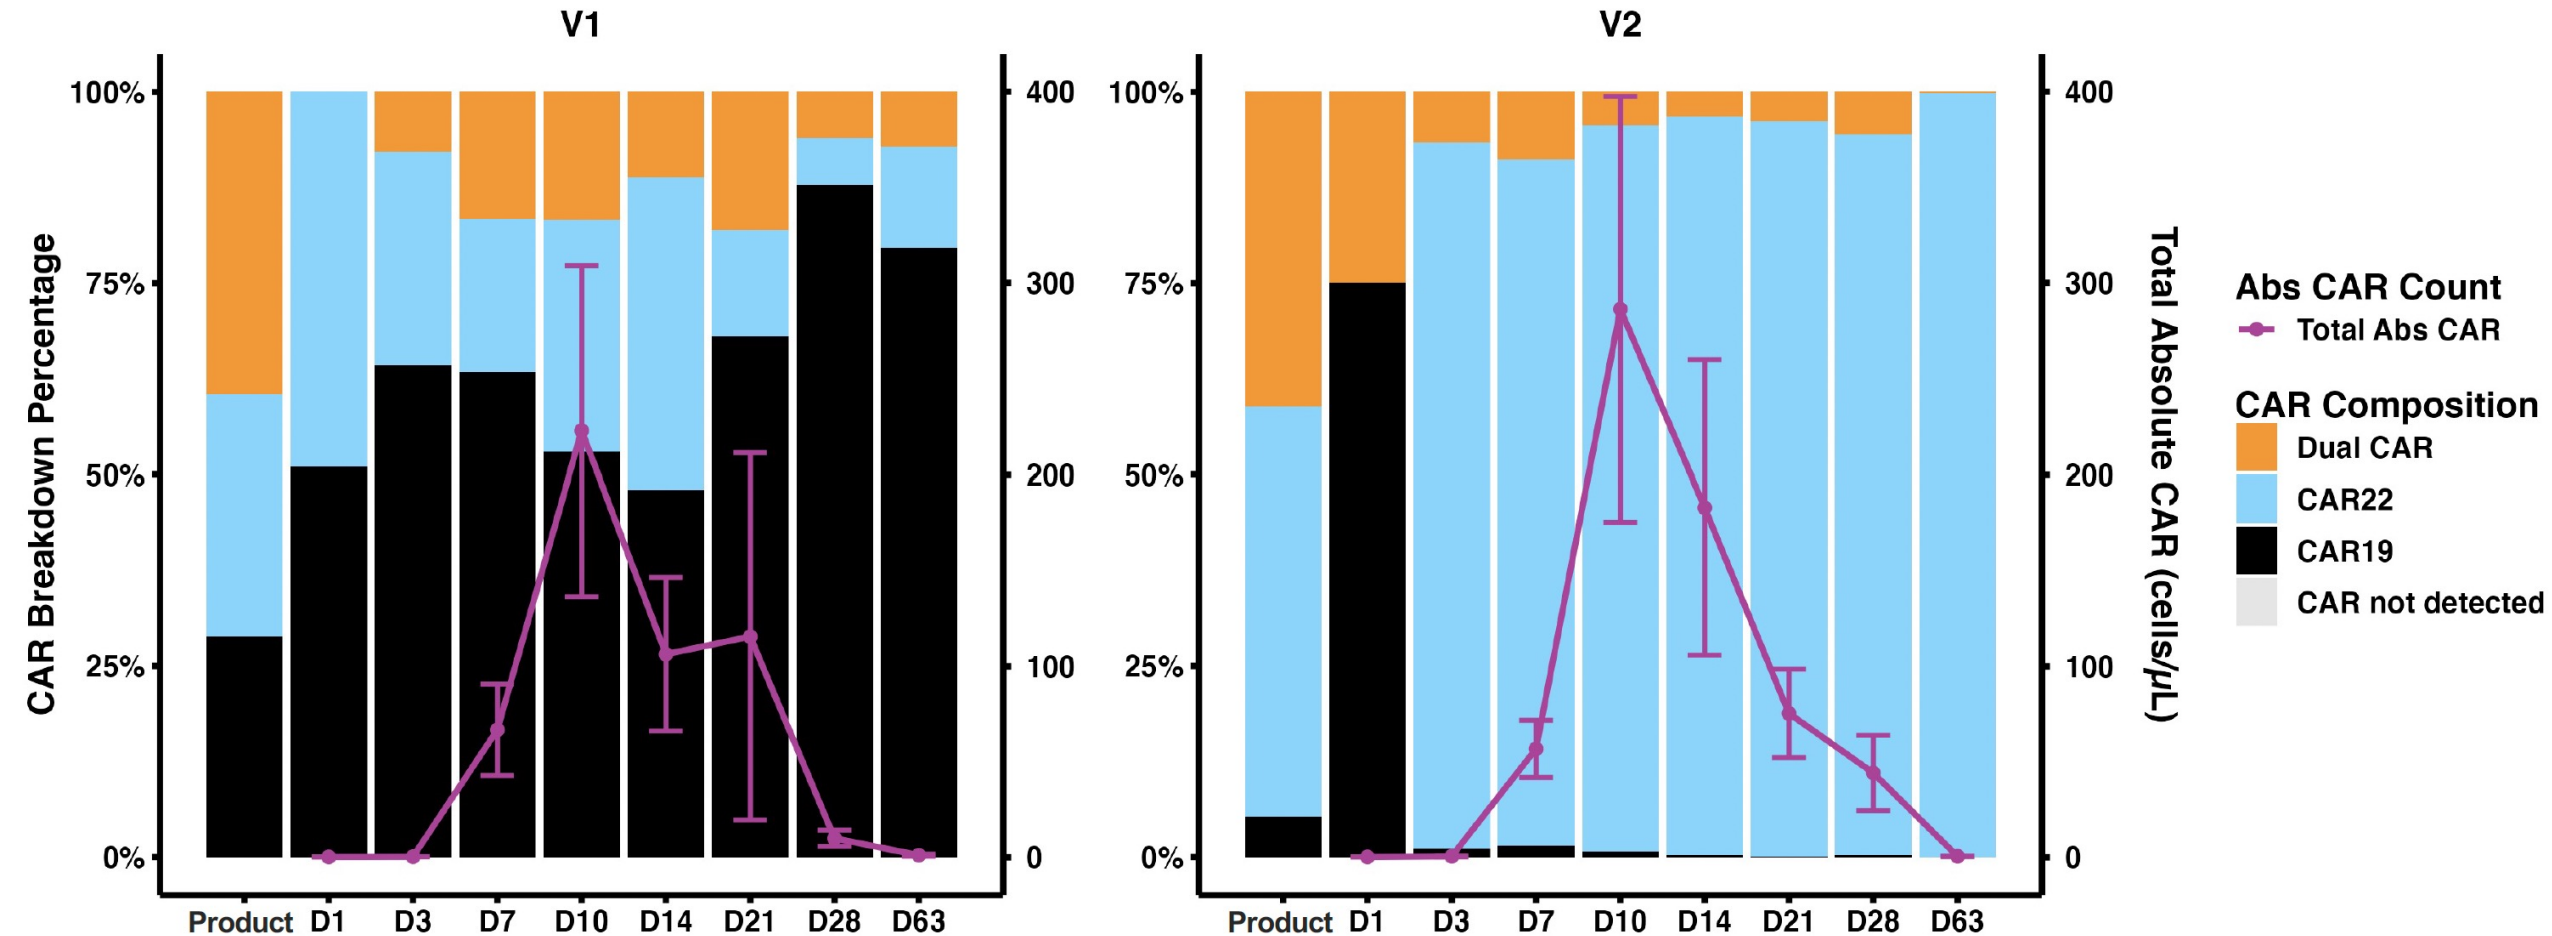 V1
V2
100%
75%
50%
25%
0%
CAR Breakdown Percentage
400
300
200
100
0
Product D1 D3 D7 D10 D14 D21 D28 D63
100%
75%
50%
25%
0%
400
300
200
100
0
Total Absolute CAR (cells/μL)
Product D1 D3 D7 D10 D14 D21 D28 D63
Abs CAR Count
Total Abs CAR
CAR Composition
Dual CAR
CAR22
CAR19
CAR not detected